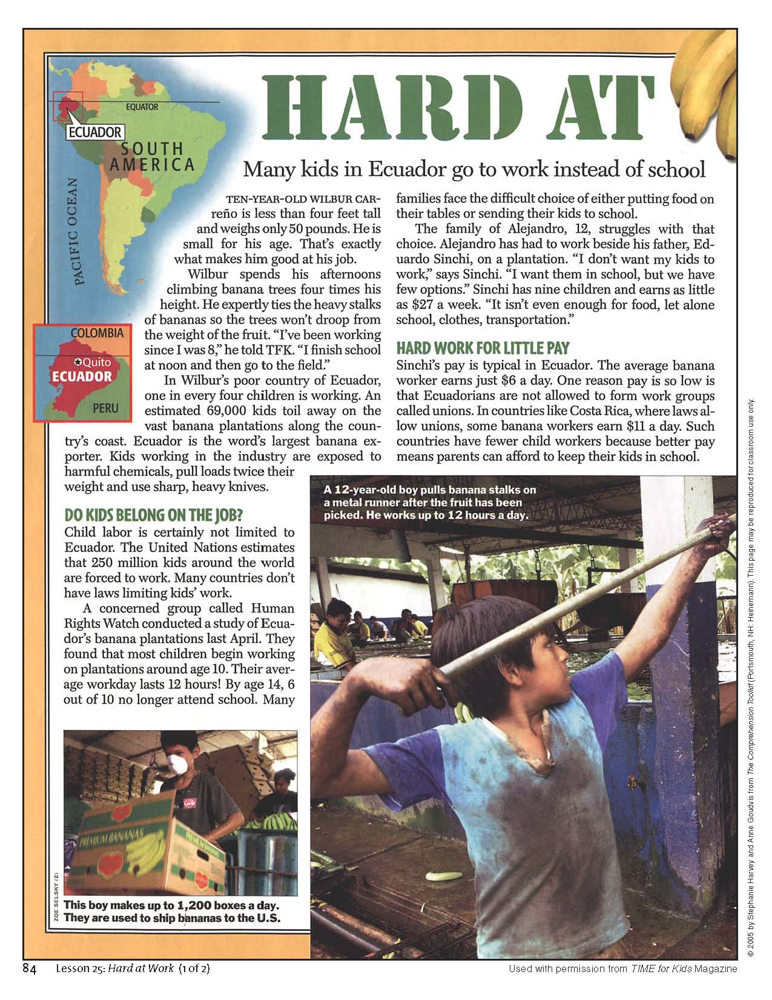 HARD AT
Many kids in Ecuador go to work instead of school
EQUATOR
ECUADOR
SOUTH
AMERICA
PACIFIC OCEAN
COLOMBIA
Quito
ECUADOR
PERU
TEN-YEAR-OLD WILBUR CAR-
reño is less than four feet tall
and weighs only 50 pounds. He is
small for his age. That's exactly
what makes him good at his job.
Wilbur spends his afternoons
climbing banana trees four times his
height. He expertly ties the heavy stalks
of bananas so the trees won't droop from
the weight of the fruit. "I've been working
since I was 8," he told TFK. "I finish school
at noon and then go to the field."
In Wilbur's poor country of Ecuador,
one in every four children is working. An
estimated 69,000 kids toil away on the
vast banana plantations along the coun-
try's coast. Ecuador is the word's largest banana ex-
porter. Kids working in the industry are exposed to
harmful chemicals, pull loads twice their
weight and use sharp, heavy knives.
DO KIDS BELONG ON THE JOB?
Child labor is certainly not limited to
Ecuador. The United Nations estimates
that 250 million kids around the world
are forced to work. Many countries don't
have laws limiting kids' work.
A concerned group called Human
Rights Watch conducted a study of Ecua-
dor's banana plantations last April. They
found that most children begin working
on plantations around age 10. Their aver-
age workday lasts 12 hours! By age 14, 6
out of 10 no longer attend school. Many
families face the difficult choice of either putting food on
their tables or sending their kids to school.
The family of Alejandro, 12, struggles with that
choice. Alejandro has had to work beside his father, Ed-
uardo Sinchi, on a plantation. "I don't want my kids to
work," says Sinchi. "I want them in school, but we have
few options." Sinchi has nine children and earns as little
as $27 a week. "It isn't even enough for food, let alone
school, clothes, transportation."
HARD WORK FOR LITTLE PAY
Sinchi's pay is typical in Ecuador. The average banana
worker earns just $6 a day. One reason pay is so low is
that Ecuadorians are not allowed to form work groups
called unions. In countries like Costa Rica, where laws al-
low unions, some banana workers earn $11 a day. Such
countries have fewer child workers because better pay
means parents can afford to keep their kids in school.
A 12-year-old boy pulls banana stalks on
a metal runner after the fruit has been
picked. He works up to 12 hours a day.
PREMIUM BANANAS
PREMIUM BANANAS
ZOE SELSKY (2)
This boy makes up to 1,200 boxes a day.
They are used to ship bananas to the U.S.
84 Lesson 25: Hard at Work (1 of 2)
Used with permission from TIME for Kids Magazine
© 2005 by Stephanie Harvey and Anne Goudvis from The Comprehension Toolkit (Portsmouth, NH: Heinemann). This page may be reproduced for classroom use only.